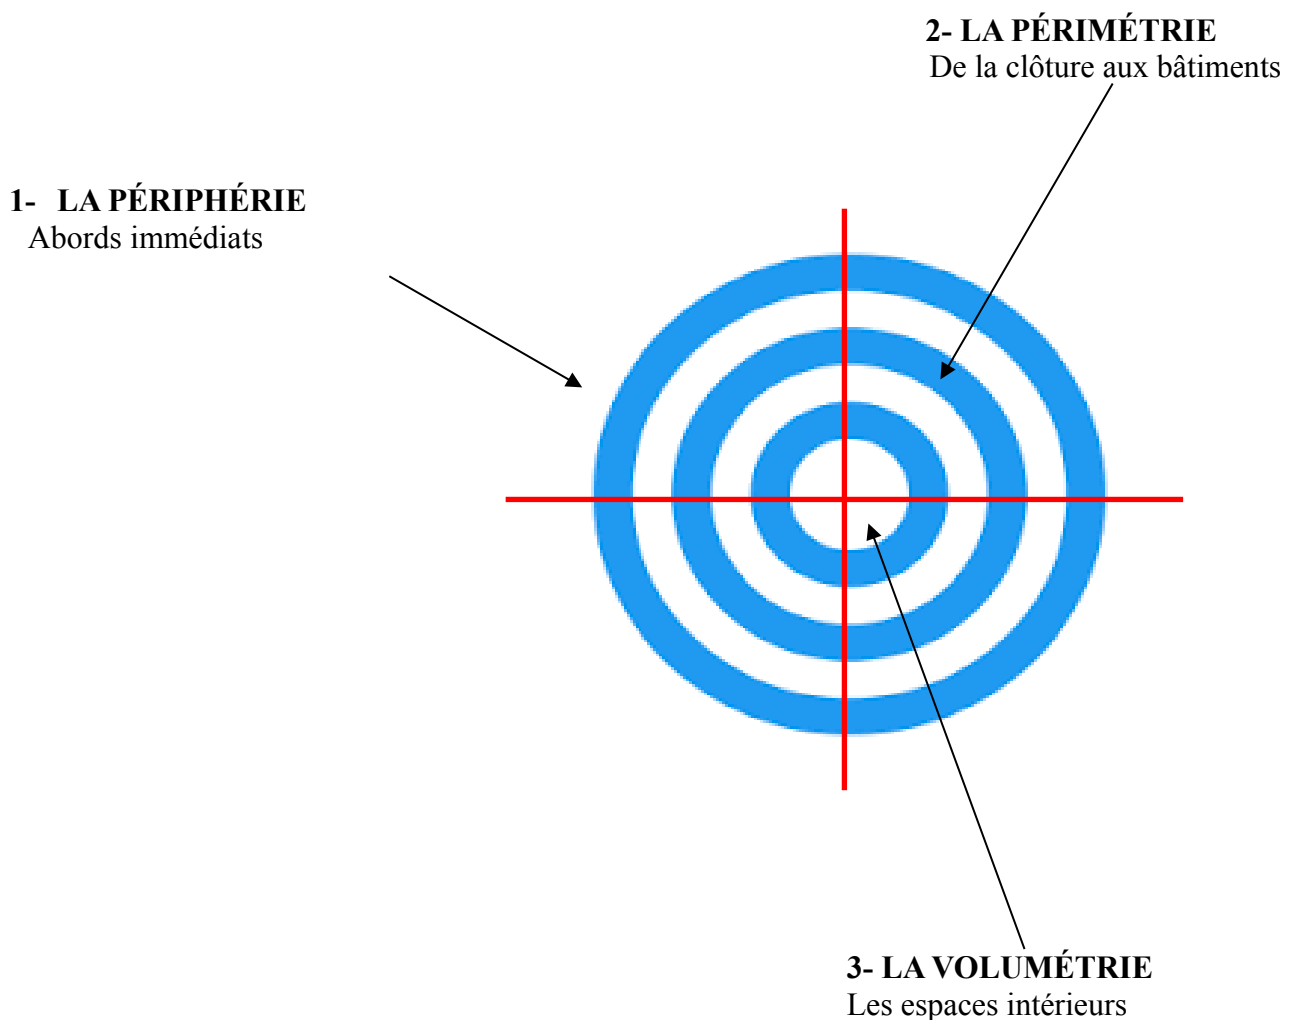 2- LA PÉRIMÉTRIE
De la clôture aux bâtiments
1- LA PÉRIPHÉRIE
Abords immédiats
3- LA VOLUMÉTRIE
Les espaces intérieurs